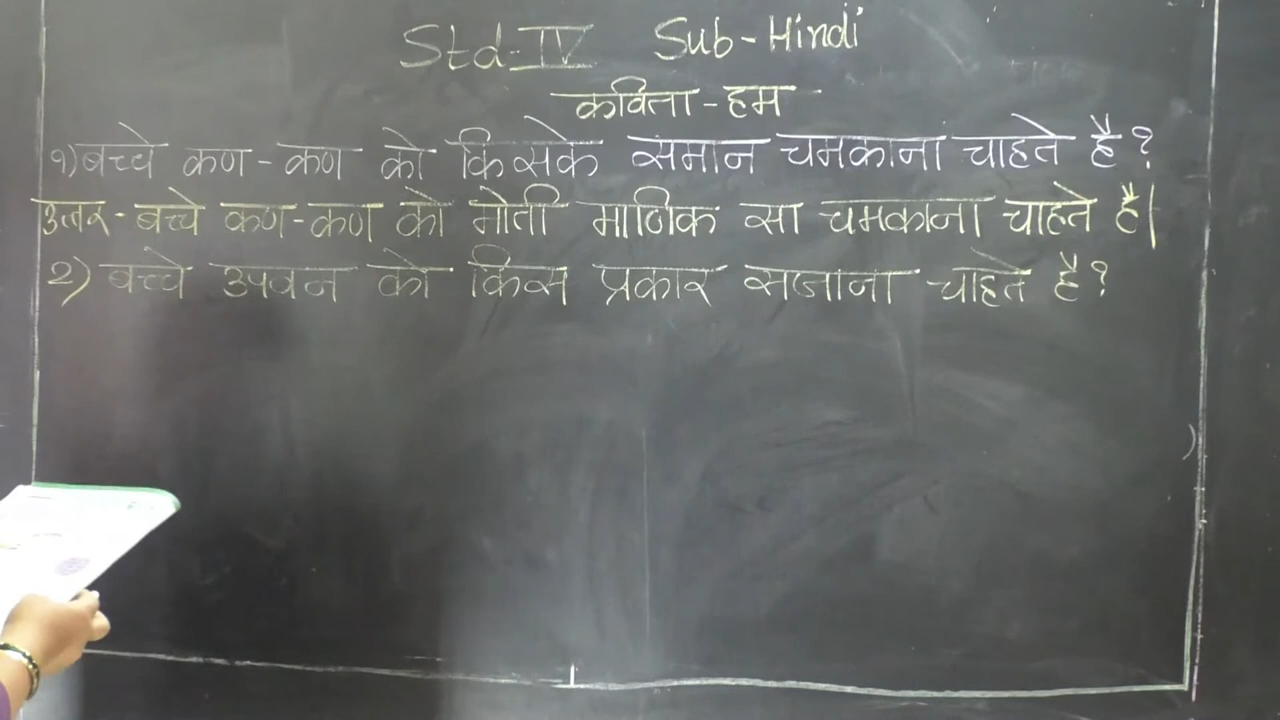 Std-IV Sub-Hindi
कविता-हम
१) बच्चे कण-कण को किसके समान चमकाना चाहते हैं?
उत्तर- बच्चे कण-कण को मोती माणिक सा चमकाना चाहते हैं|
2) बच्चे उपवन को किस प्रकार सजाना चाहते है?